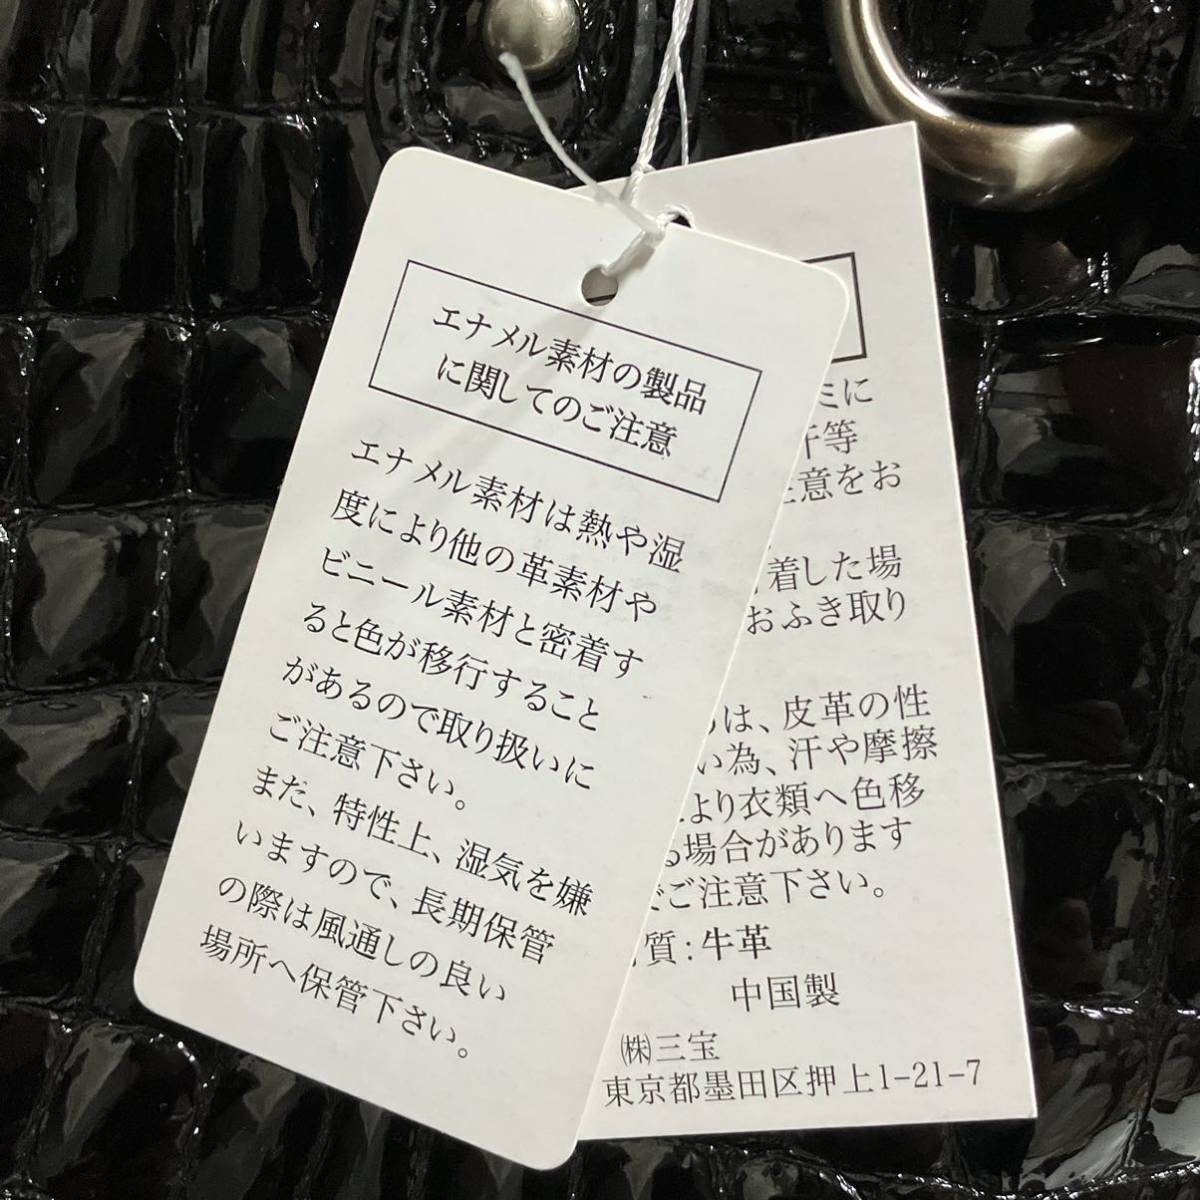 エナメル素材の製品
に関してのご注意
エナメル素材は熱や湿
度により他の革素材や
ビニール素材と密着す
ると色が移行すること
があるので取り扱いに
ご注意下さい。
まだ、特性上、湿気を嫌
いますので、長期保管
の際は風通しの良い
場所へ保管下さい。
ミに
汗等
注意をお
着した場
おふき取り
は、皮革の性
い為、汗や摩擦
より衣類へ色移
る場合があります
でご注意下さい。
質:牛革
中国製
㈱三宝
東京都墨田区押上1-21-7